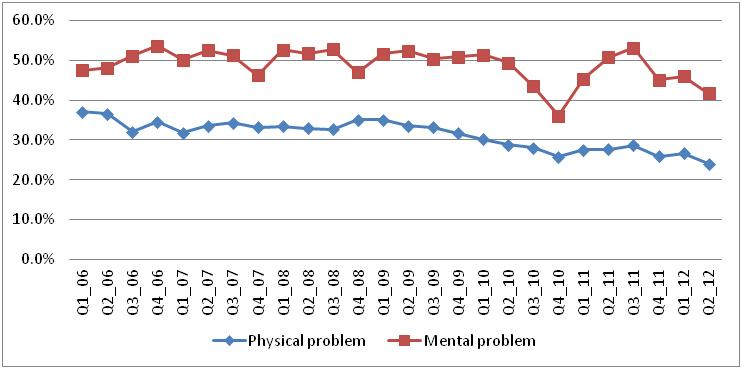 60.0%
50.0%
40.0%
30.0%
20.0%
10.0%
0.0%
Q1_06
Q2_06
Q3_06
Q4_06
Q1_07
Q2_07
Q3_07
Q4_07
Q1_08
Q2_08
Q3_08
Q4_08
Q1_09
Q2_09
Q3_09
Q4_09
Q1_10
Q2_10
Q3_10
Q4_10
Q1_11
Q2_11
Q3_11
Q4_11
Q1_12
Q2_12
Physical problem Mental problem